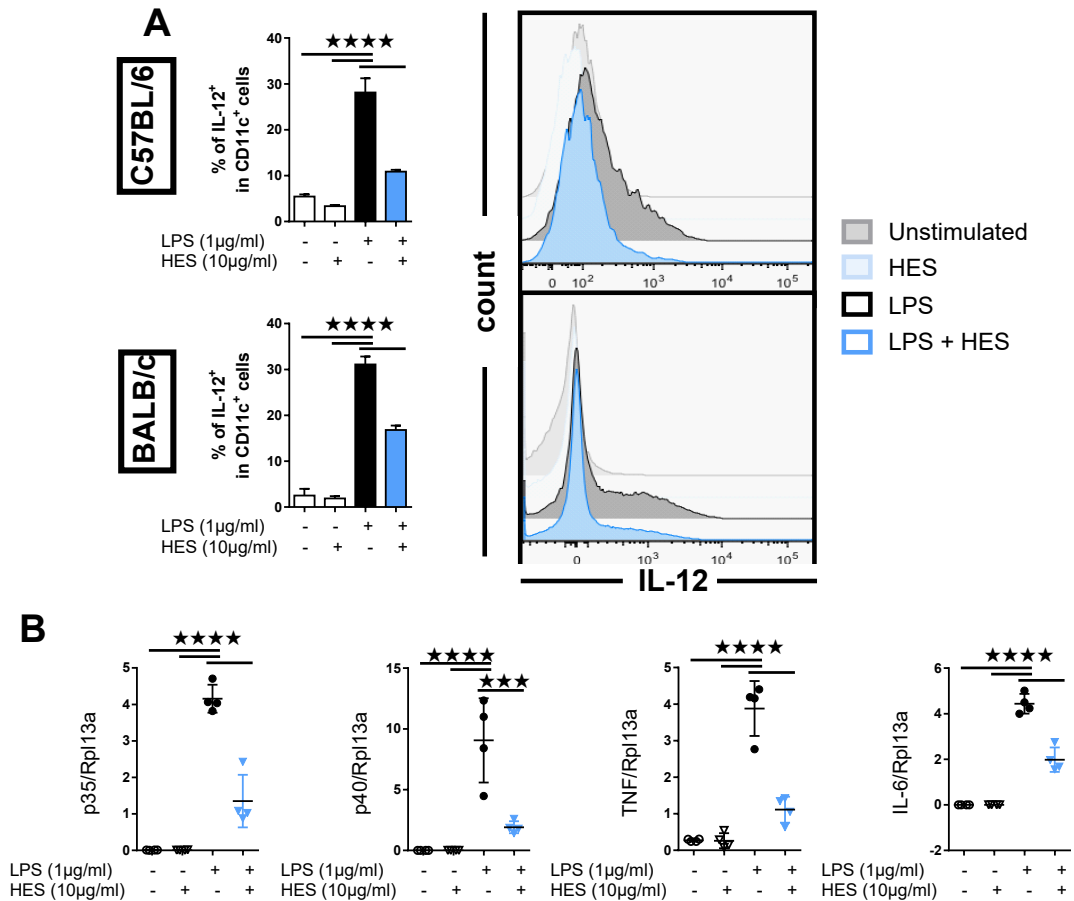 A
C57BL/6
% of IL-12+
in CD11c+ cells
40
30
20
10
0
★★★★
LPS (1µg/ml) - - + +
HES (10µg/ml) - + - +
BALB/c
% of IL-12+
in CD11c+ cells
40
30
20
10
0
★★★★
LPS (1µg/ml) - - + +
HES (10µg/ml) - + - +
count
0 10² 10³ 10⁴ 10⁵
0 10³ 10⁴ 10⁵
IL-12
Unstimulated
HES
LPS
LPS + HES
B
p35/Rpl13a
5
4
3
2
1
0
★★★★
LPS (1µg/ml) - - + +
HES (10µg/ml) - + - +
p40/Rpl13a
15
10
5
0
★★★★
★★★
LPS (1µg/ml) - - + +
HES (10µg/ml) - + - +
TNF/Rpl13a
5
4
3
2
1
0
★★★★
LPS (1µg/ml) - - + +
HES (10µg/ml) - + - +
IL-6/Rpl13a
6
4
2
0
-2
★★★★
LPS (1µg/ml) - - + +
HES (10µg/ml) - + - +